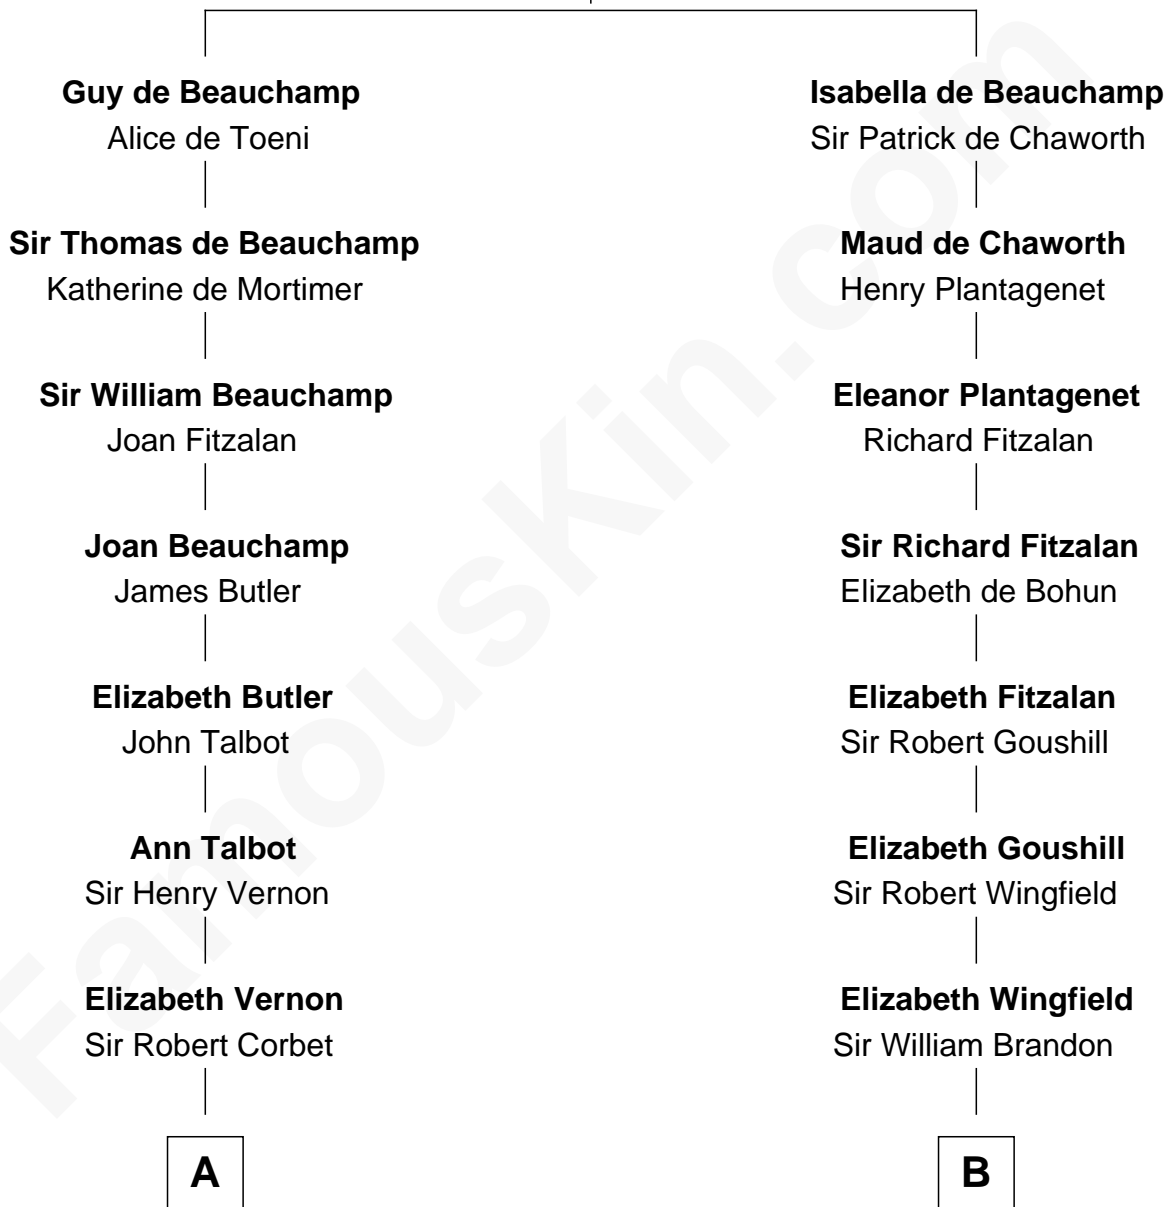 Guy de Beauchamp
Alice de Toeni
Isabella de Beauchamp
Sir Patrick de Chaworth
Sir Thomas de Beauchamp
Katherine de Mortimer
Maud de Chaworth
Henry Plantagenet
Sir William Beauchamp
Joan Fitzalan
Eleanor Plantagenet
Richard Fitzalan
Joan Beauchamp
James Butler
Sir Richard Fitzalan
Elizabeth de Bohun
Elizabeth Butler
John Talbot
Elizabeth Fitzalan
Sir Robert Goushill
Ann Talbot
Sir Henry Vernon
Elizabeth Goushill
Sir Robert Wingfield
Elizabeth Vernon
Sir Robert Corbet
Elizabeth Wingfield
Sir William Brandon
A
B
FamousKin.com